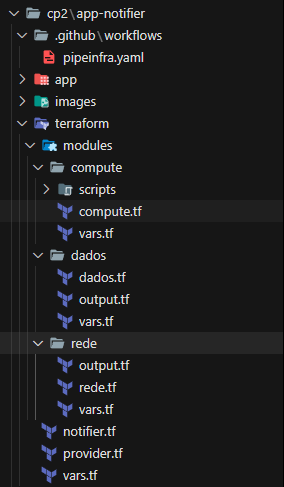 cp2\app-notifier
.github\workflows
pipeinfra.yaml
app
images
terraform
modules
compute
scripts
compute.tf
vars.tf
dados
dados.tf
output.tf
vars.tf
rede
output.tf
rede.tf
vars.tf
notifier.tf
provider.tf
vars.tf